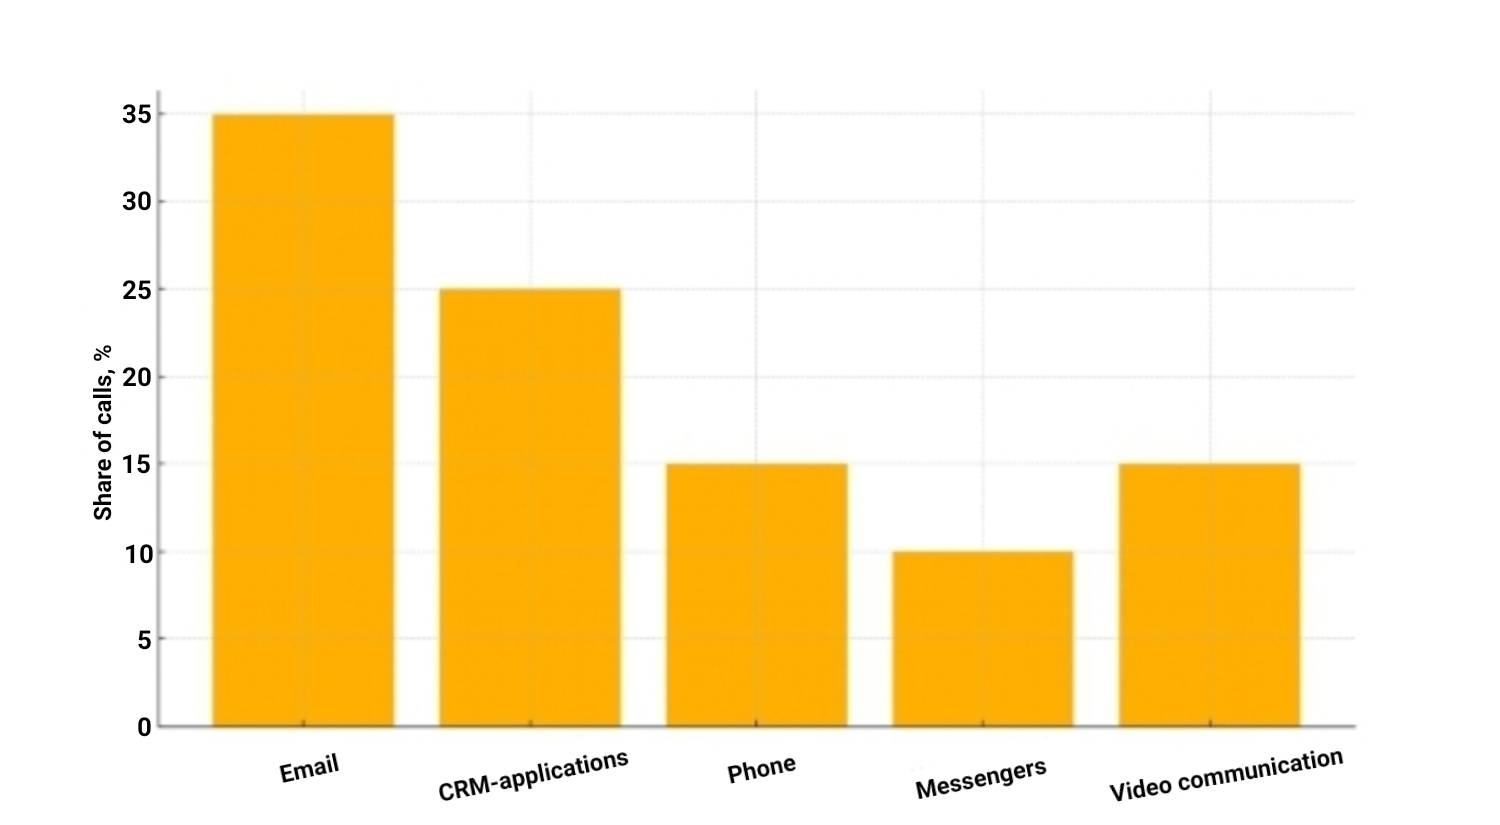 35
30
25
20
15
10
5
0
Share of calls, %
Email
CRM-applications
Phone
Messengers
Video communication